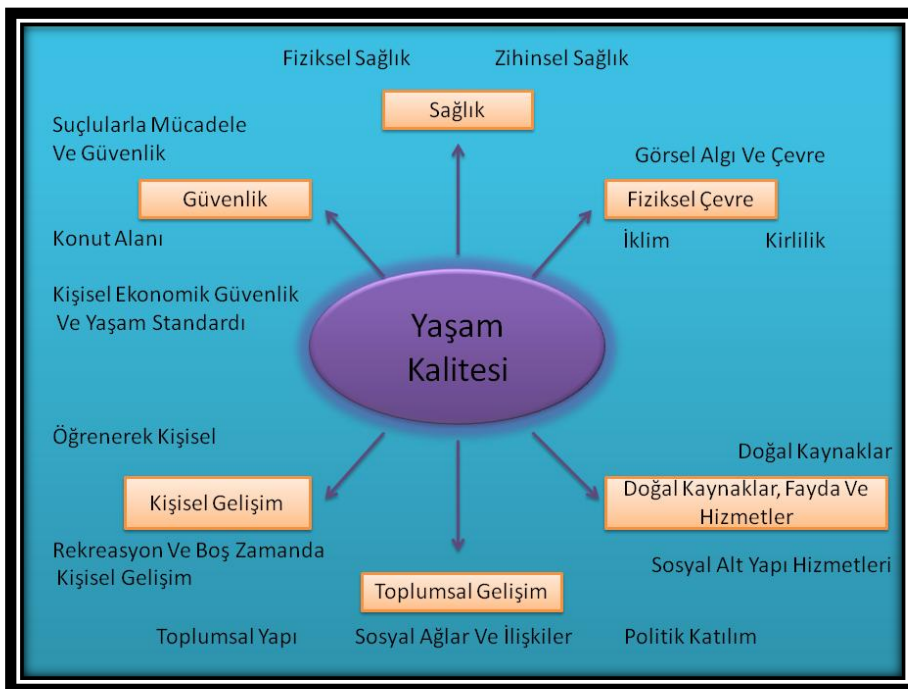 Fiziksel Sağlık
Zihinsel Sağlık
Sağlık
Suçlularla Mücadele
Ve Güvenlik
Görsel Algı Ve Çevre
Güvenlik
Fiziksel Çevre
Konut Alanı
İklim
Kirlilik
Kişisel Ekonomik Güvenlik
Ve Yaşam Standardı
Yaşam
Kalitesi
Öğrenerek Kişisel
Doğal Kaynaklar
Kişisel Gelişim
Doğal Kaynaklar, Fayda Ve
Hizmetler
Rekreasyon Ve Boş Zamanda
Kişisel Gelişim
Sosyal Alt Yapı Hizmetleri
Toplumsal Gelişim
Toplumsal Yapı
Sosyal Ağlar Ve İlişkiler
Politik Katılım